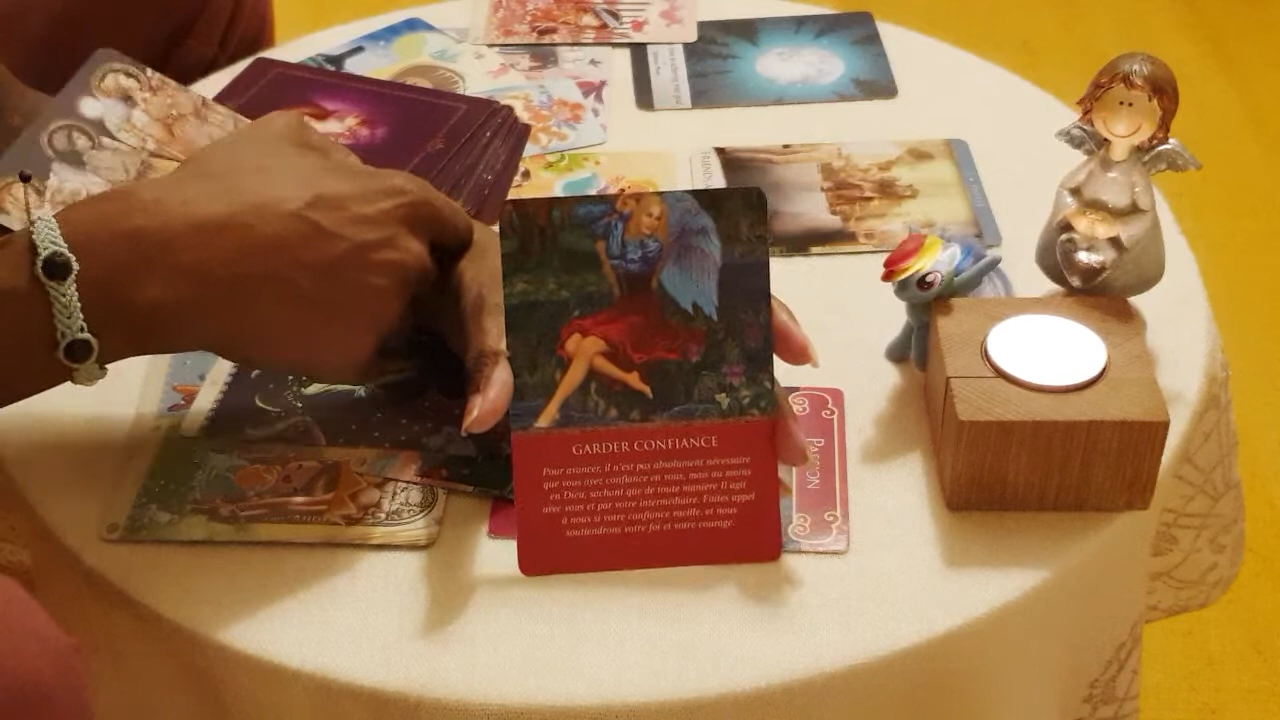 FRIENDS
GARDER CONFIANCE
Pour avancer, il n'est pas absolument nécessaire
que vous ayez confiance en vous, mais au moins
en Dieu, sachant que de toute manière Il agit
avec vous et par votre intermédiaire. Faites appel
à nous si votre confiance vacille, et nous
soutiendrons votre foi et votre courage.
PASSION